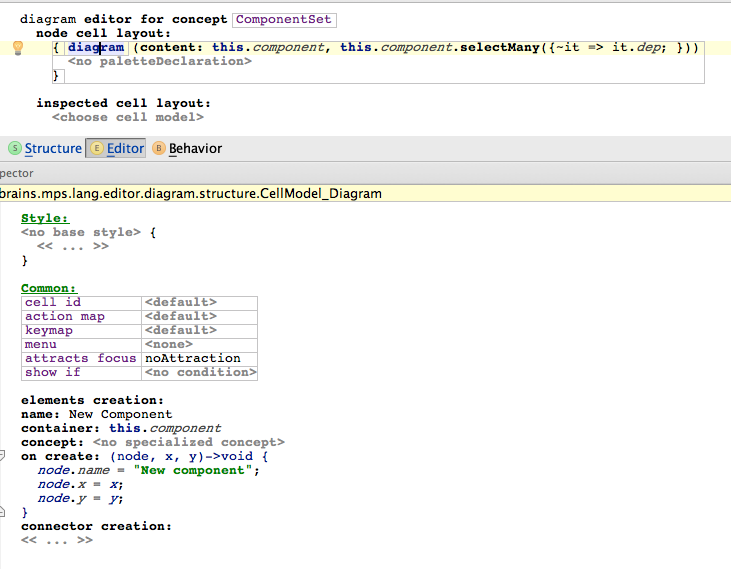 diagram editor for concept ComponentSet
node cell layout:
{ diagram (content: this.component, this.component.selectMany({~it => it.dep; }))
<no paletteDeclaration>
}
inspected cell layout:
<choose cell model>
S Structure E Editor B Behavior
pector
brains.mps.lang.editor.diagram.structure.CellModel_Diagram
Style:
<no base style> {
<< ... >>
}
Common:
cell id <default>
action map <default>
keymap <default>
menu <none>
attracts focus noAttraction
show if <no condition>
elements creation:
name: New Component
container: this.component
concept: <no specialized concept>
on create: (node, x, y)->void {
node.name = "New component";
node.x = x;
node.y = y;
}
connector creation:
<< ... >>